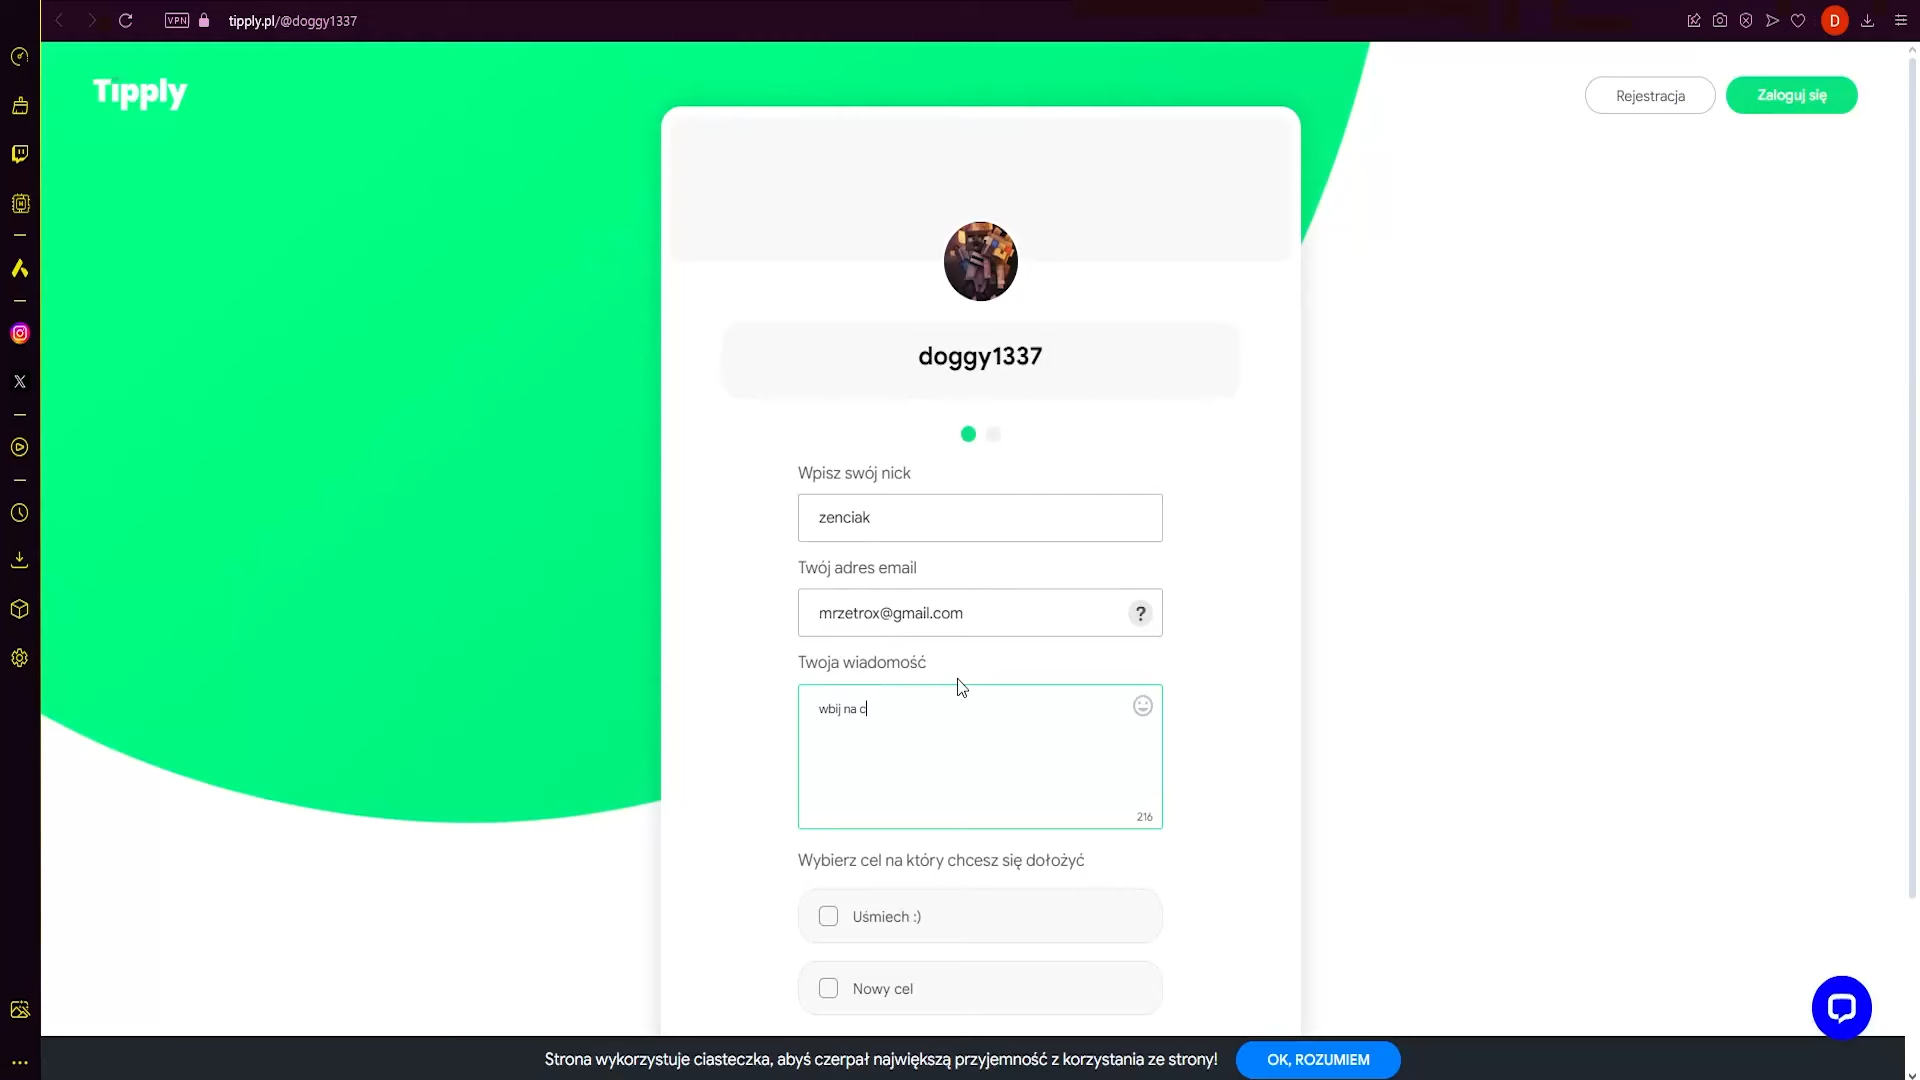 VPN
tipply.pl/@doggy1337
D
Tipply
Rejestracja
Zaloguj się
doggy1337
Wpisz swój nick
zenciak
Twój adres email
mrzetrox@gmail.com
?
Twoja wiadomość
wbij na c
216
Wybierz cel na który chcesz się dołożyć
Uśmiech :)
Nowy cel
Strona wykorzystuje ciasteczka, abyś czerpał największą przyjemność z korzystania ze strony!
OK, ROZUMIEM